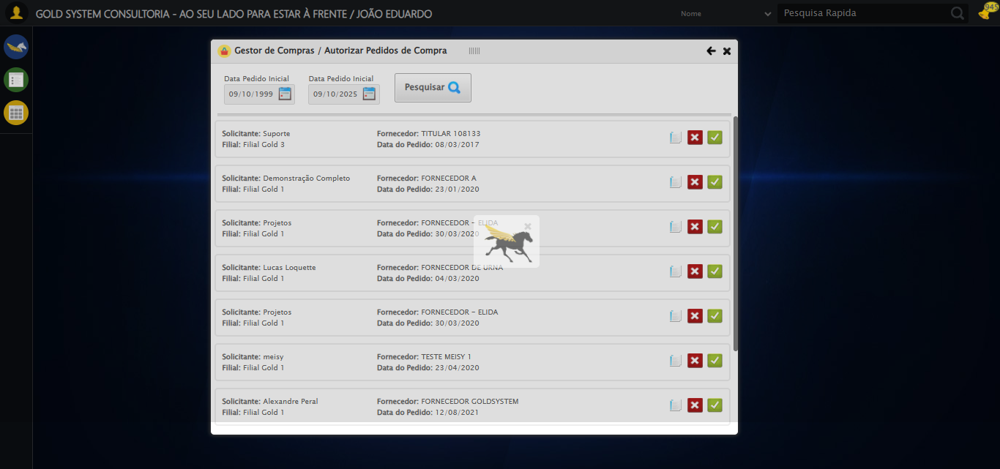 GOLD SYSTEM CONSULTORIA - AO SEU LADO PARA ESTAR À FRENTE / JOÃO EDUARDO
Nome
Pesquisa Rapida
945
Gestor de Compras / Autorizar Pedidos de Compra
Data Pedido Inicial
Data Pedido Inicial
09/10/1999
09/10/2025
Pesquisar
Solicitante: Suporte
Fornecedor: TITULAR 108133
Filial: Filial Gold 3
Data do Pedido: 08/03/2017
Solicitante: Demonstração Completo
Fornecedor: FORNECEDOR A
Filial: Filial Gold 1
Data do Pedido: 23/01/2020
Solicitante: Projetos
Fornecedor: FORNECEDOR - ELIDA
Filial: Filial Gold 1
Data do Pedido: 30/03/2020
Solicitante: Lucas Loquette
Fornecedor: FORNECEDOR DE URNA
Filial: Filial Gold 1
Data do Pedido: 04/03/2020
Solicitante: Projetos
Fornecedor: FORNECEDOR - ELIDA
Filial: Filial Gold 1
Data do Pedido: 30/03/2020
Solicitante: meisy
Fornecedor: TESTE MEISY 1
Filial: Filial Gold 1
Data do Pedido: 23/04/2020
Solicitante: Alexandre Peral
Fornecedor: FORNECEDOR GOLDSYSTEM
Filial: Filial Gold 1
Data do Pedido: 12/08/2021